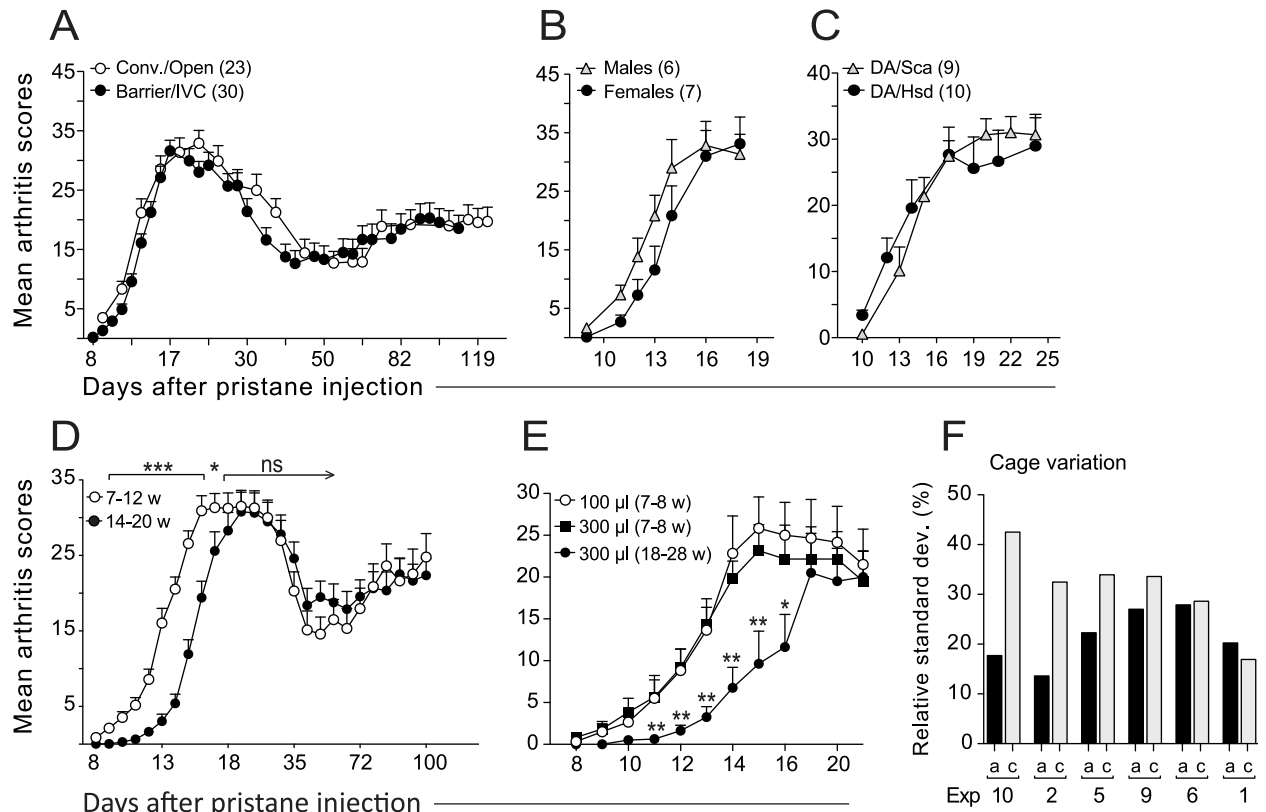 A
B
C
Mean arthritis scores
45
35
25
15
5
Conv./Open (23)
Barrier/IVC (30)
8 17 30 50 82 119
45
35
25
15
5
Males (6)
Females (7)
10 13 16 19
40
30
20
10
0
DA/Sca (9)
DA/Hsd (10)
10 13 16 19 22 25
Days after pristane injection
D
E
F
Mean arthritis scores
35
25
15
5
*** * ns
7-12 w
14-20 w
8 13 18 35 72 100
30
25
20
15
10
5
0
100 µl (7-8 w)
300 µl (7-8 w)
300 µl (18-28 w)
** ** ** ** ** *
8 10 12 14 16 20
Days after pristane injection
Cage variation
Relative standard dev. (%)
50
40
30
20
10
0
a c a c a c a c a c a c
Exp 10 2 5 9 6 1